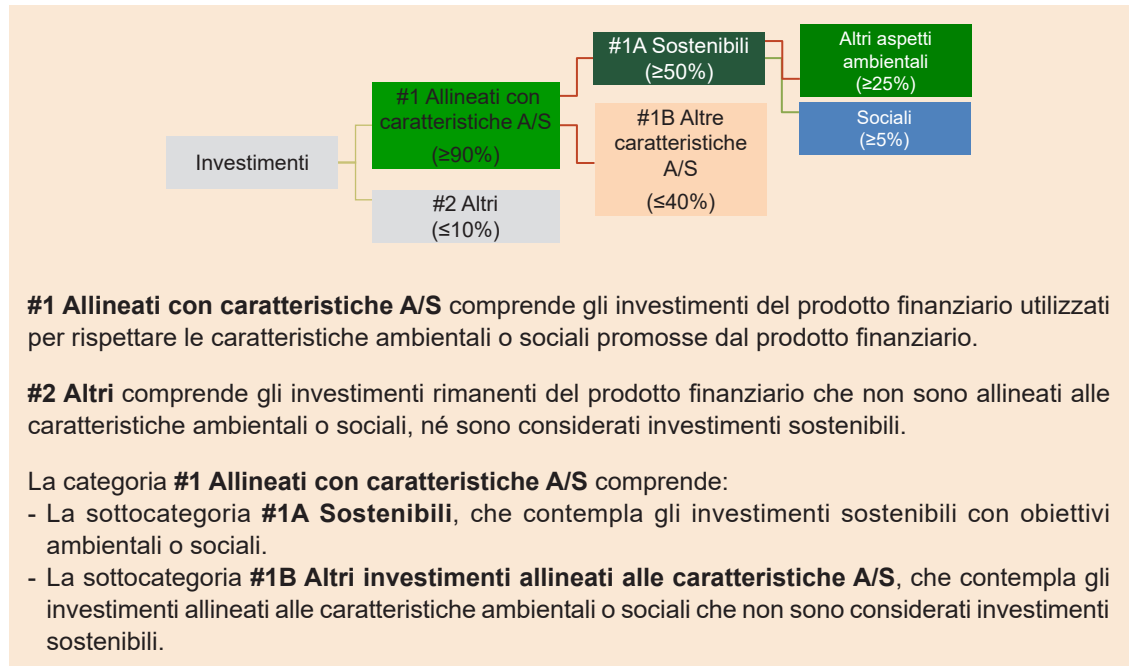 Investimenti
#1 Allineati con
caratteristiche A/S
(≥90%)
#2 Altri
(≤10%)
#1A Sostenibili
(≥50%)
#1B Altre
caratteristiche
A/S
(≤40%)
Altri aspetti
ambientali
(≥25%)
Sociali
(≥5%)
#1 Allineati con caratteristiche A/S comprende gli investimenti del prodotto finanziario utilizzati
per rispettare le caratteristiche ambientali o sociali promosse dal prodotto finanziario.
#2 Altri comprende gli investimenti rimanenti del prodotto finanziario che non sono allineati alle
caratteristiche ambientali o sociali, né sono considerati investimenti sostenibili.
La categoria #1 Allineati con caratteristiche A/S comprende:
- La sottocategoria #1A Sostenibili, che contempla gli investimenti sostenibili con obiettivi
ambientali o sociali.
- La sottocategoria #1B Altri investimenti allineati alle caratteristiche A/S, che contempla gli
investimenti allineati alle caratteristiche ambientali o sociali che non sono considerati investimenti
sostenibili.